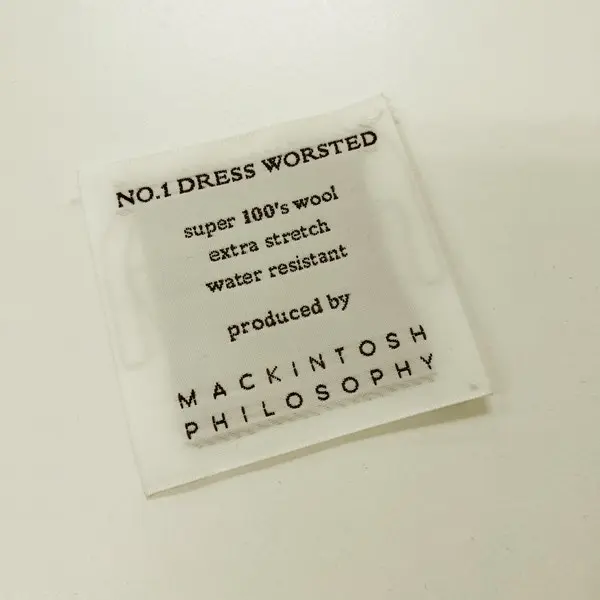 NO.1 DRESS WORSTED
super 100's wool
extra stretch
water resistant
produced by
MACKINTOSH
PHILOSOPHY